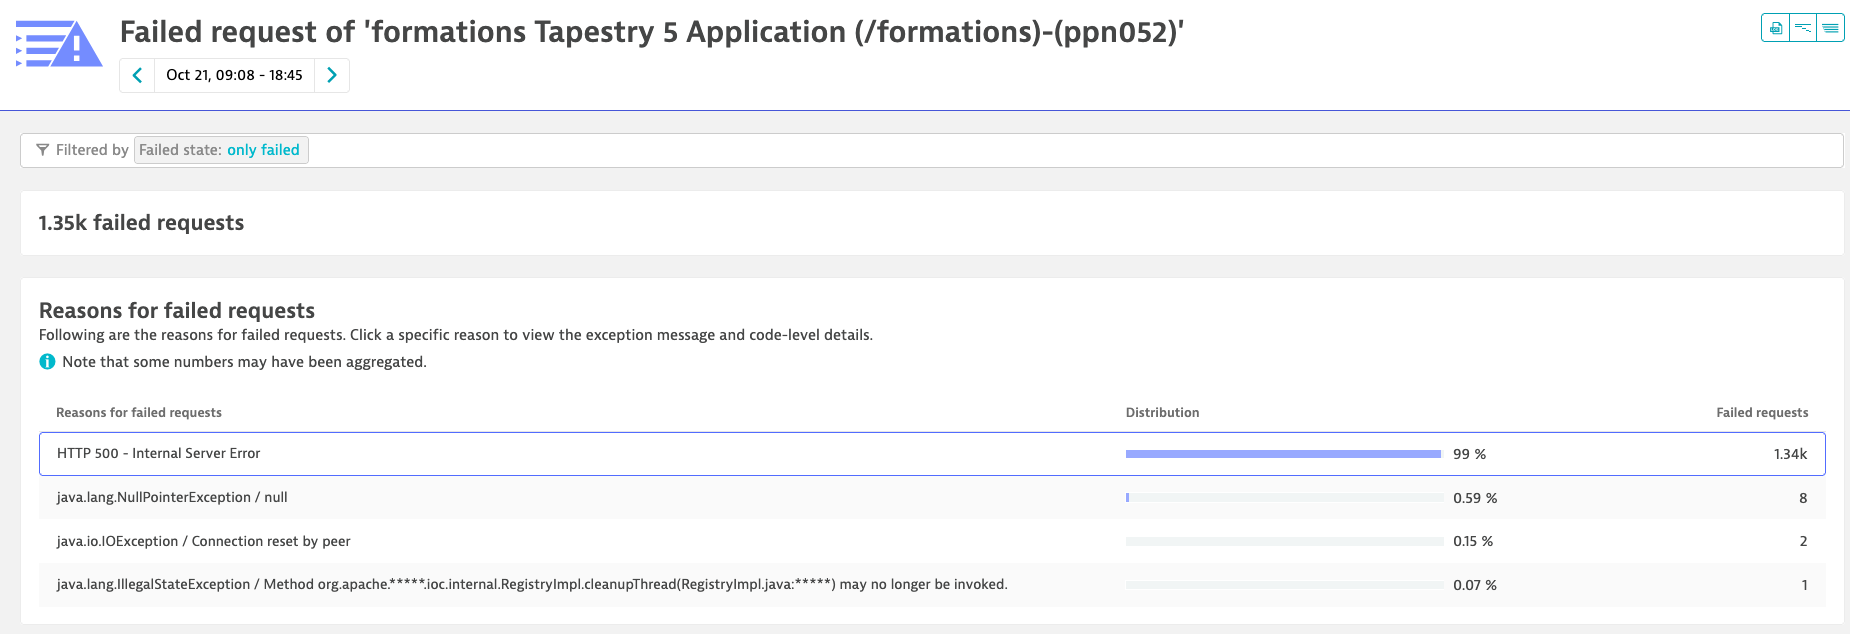 Failed request of 'formations Tapestry 5 Application (/formations)-(ppn052)'
Oct 21, 09:08 - 18:45
Filtered by Failed state: only failed
1.35k failed requests
Reasons for failed requests
Following are the reasons for failed requests. Click a specific reason to view the exception message and code-level details.
Note that some numbers may have been aggregated.
Reasons for failed requests Distribution Failed requests
HTTP 500 - Internal Server Error 99 % 1.34k
java.lang.NullPointerException / null 0.59 % 8
java.io.IOException / Connection reset by peer 0.15 % 2
java.lang.IllegalStateException / Method org.apache.*****.ioc.internal.RegistryImpl.cleanupThread(RegistryImpl.java:*****) may no longer be invoked. 0.07 % 1